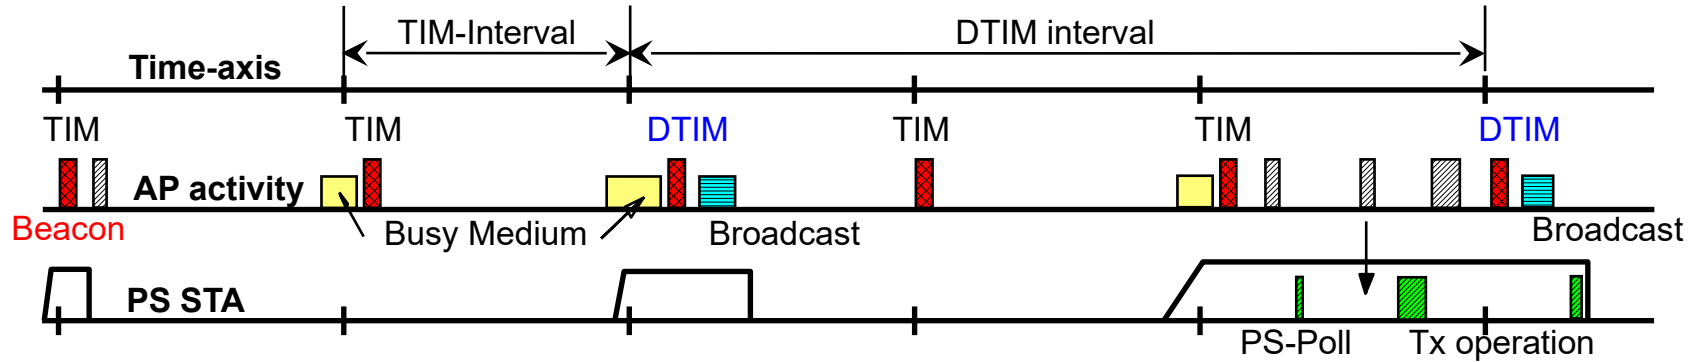 TIM-Interval DTIM interval
Time-axis
TIM TIM DTIM TIM TIM DTIM
AP activity
Beacon Busy Medium Broadcast Broadcast
PS STA
PS-Poll Tx operation